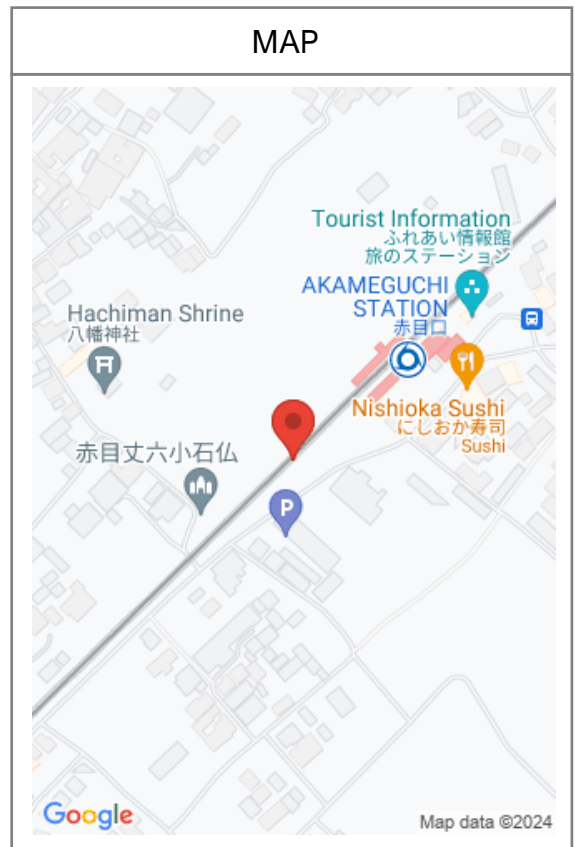 MAP
Tourist Information
ふれあい情報館
旅のステーション
AKAMEGUCHI
STATION
赤目口
Hachiman Shrine
八幡神社
Nishioka Sushi
にしおか寿司
Sushi
赤目丈六小石仏
P
Google
Map data ©2024